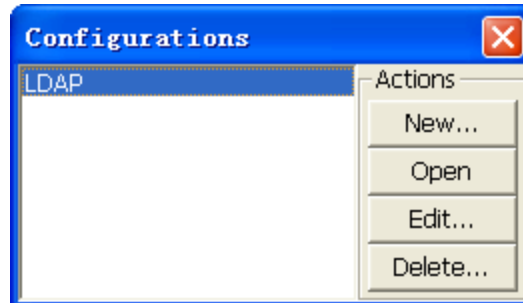 Configurations
LDAP
Actions
New...
Open
Edit...
Delete...